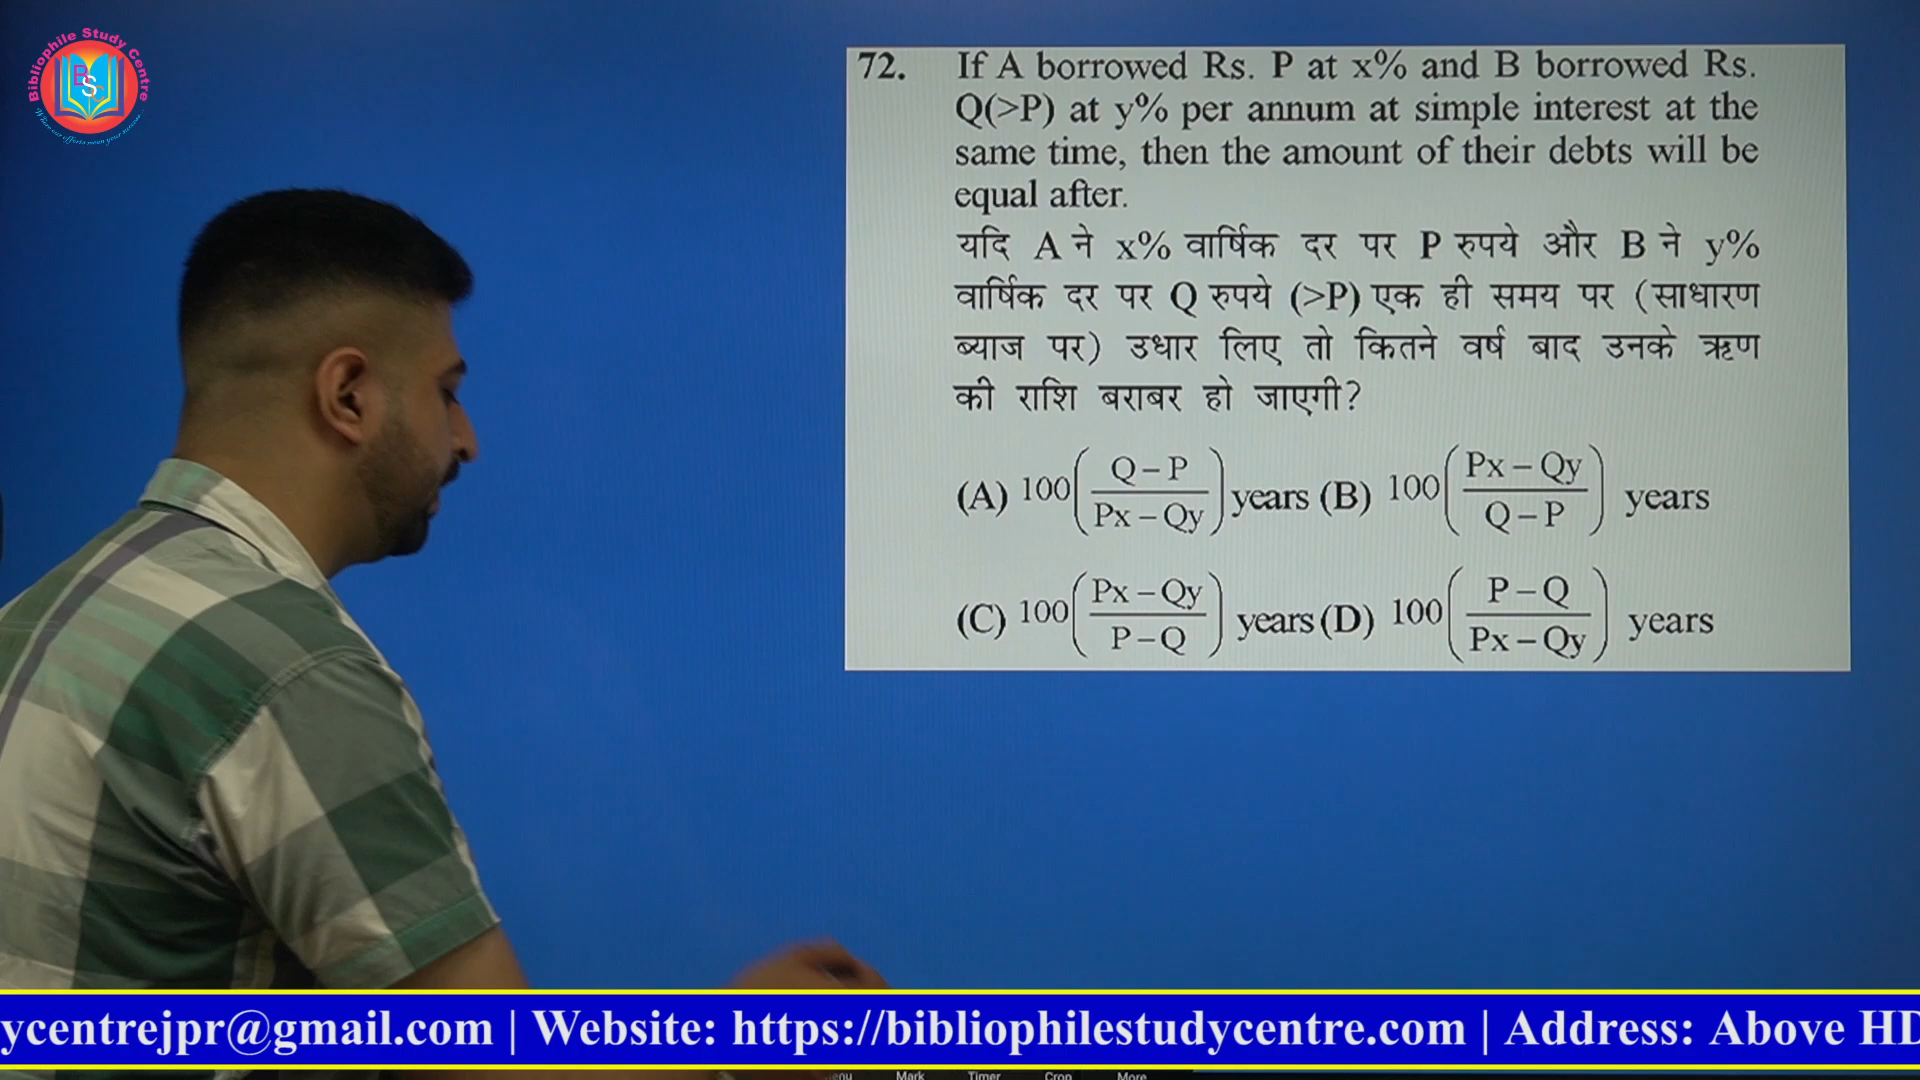 Bibliophile Study Centre
BSC
72. If A borrowed Rs. P at x% and B borrowed Rs.
Q(>P) at y% per annum at simple interest at the
same time, then the amount of their debts will be
equal after.
यदि A ने x% वार्षिक दर पर P रुपये और B ने y%
वार्षिक दर पर Q रुपये (>P) एक ही समय पर (साधारण
ब्याज पर) उधार लिए तो कितने वर्ष बाद उनके ऋण
की राशि बराबर हो जाएगी?
(A) 100((Q – P)/(Px – Qy)) years (B) 100((Px – Qy)/(Q – P)) years
(C) 100((Px – Qy)/(P – Q)) years (D) 100((P – Q)/(Px – Qy)) years
ycentrejpr@gmail.com | Website: https://bibliophilestudycentre.com | Address: Above HD
Mark Timer Crop More